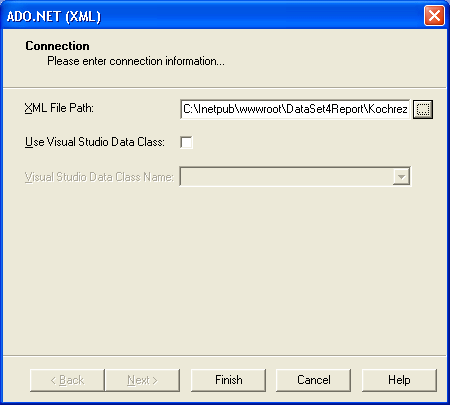 ADO.NET (XML)
Connection
Please enter connection information...
XML File Path: C:\Inetpub\wwwroot\DataSet4Report\Kochrez ...
Use Visual Studio Data Class:
Visual Studio Data Class Name:
< Back Next > Finish Cancel Help